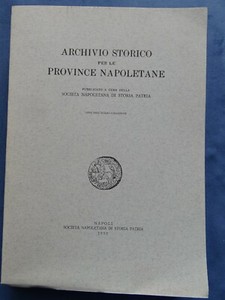 ARCHIVIO STORICO
PER LE
PROVINCE NAPOLETANE
PUBBLICATO A CURA DELLA
SOCIETÀ NAPOLETANA DI STORIA PATRIA
NAPOLI
SOCIETÀ NAPOLETANA DI STORIA PATRIA